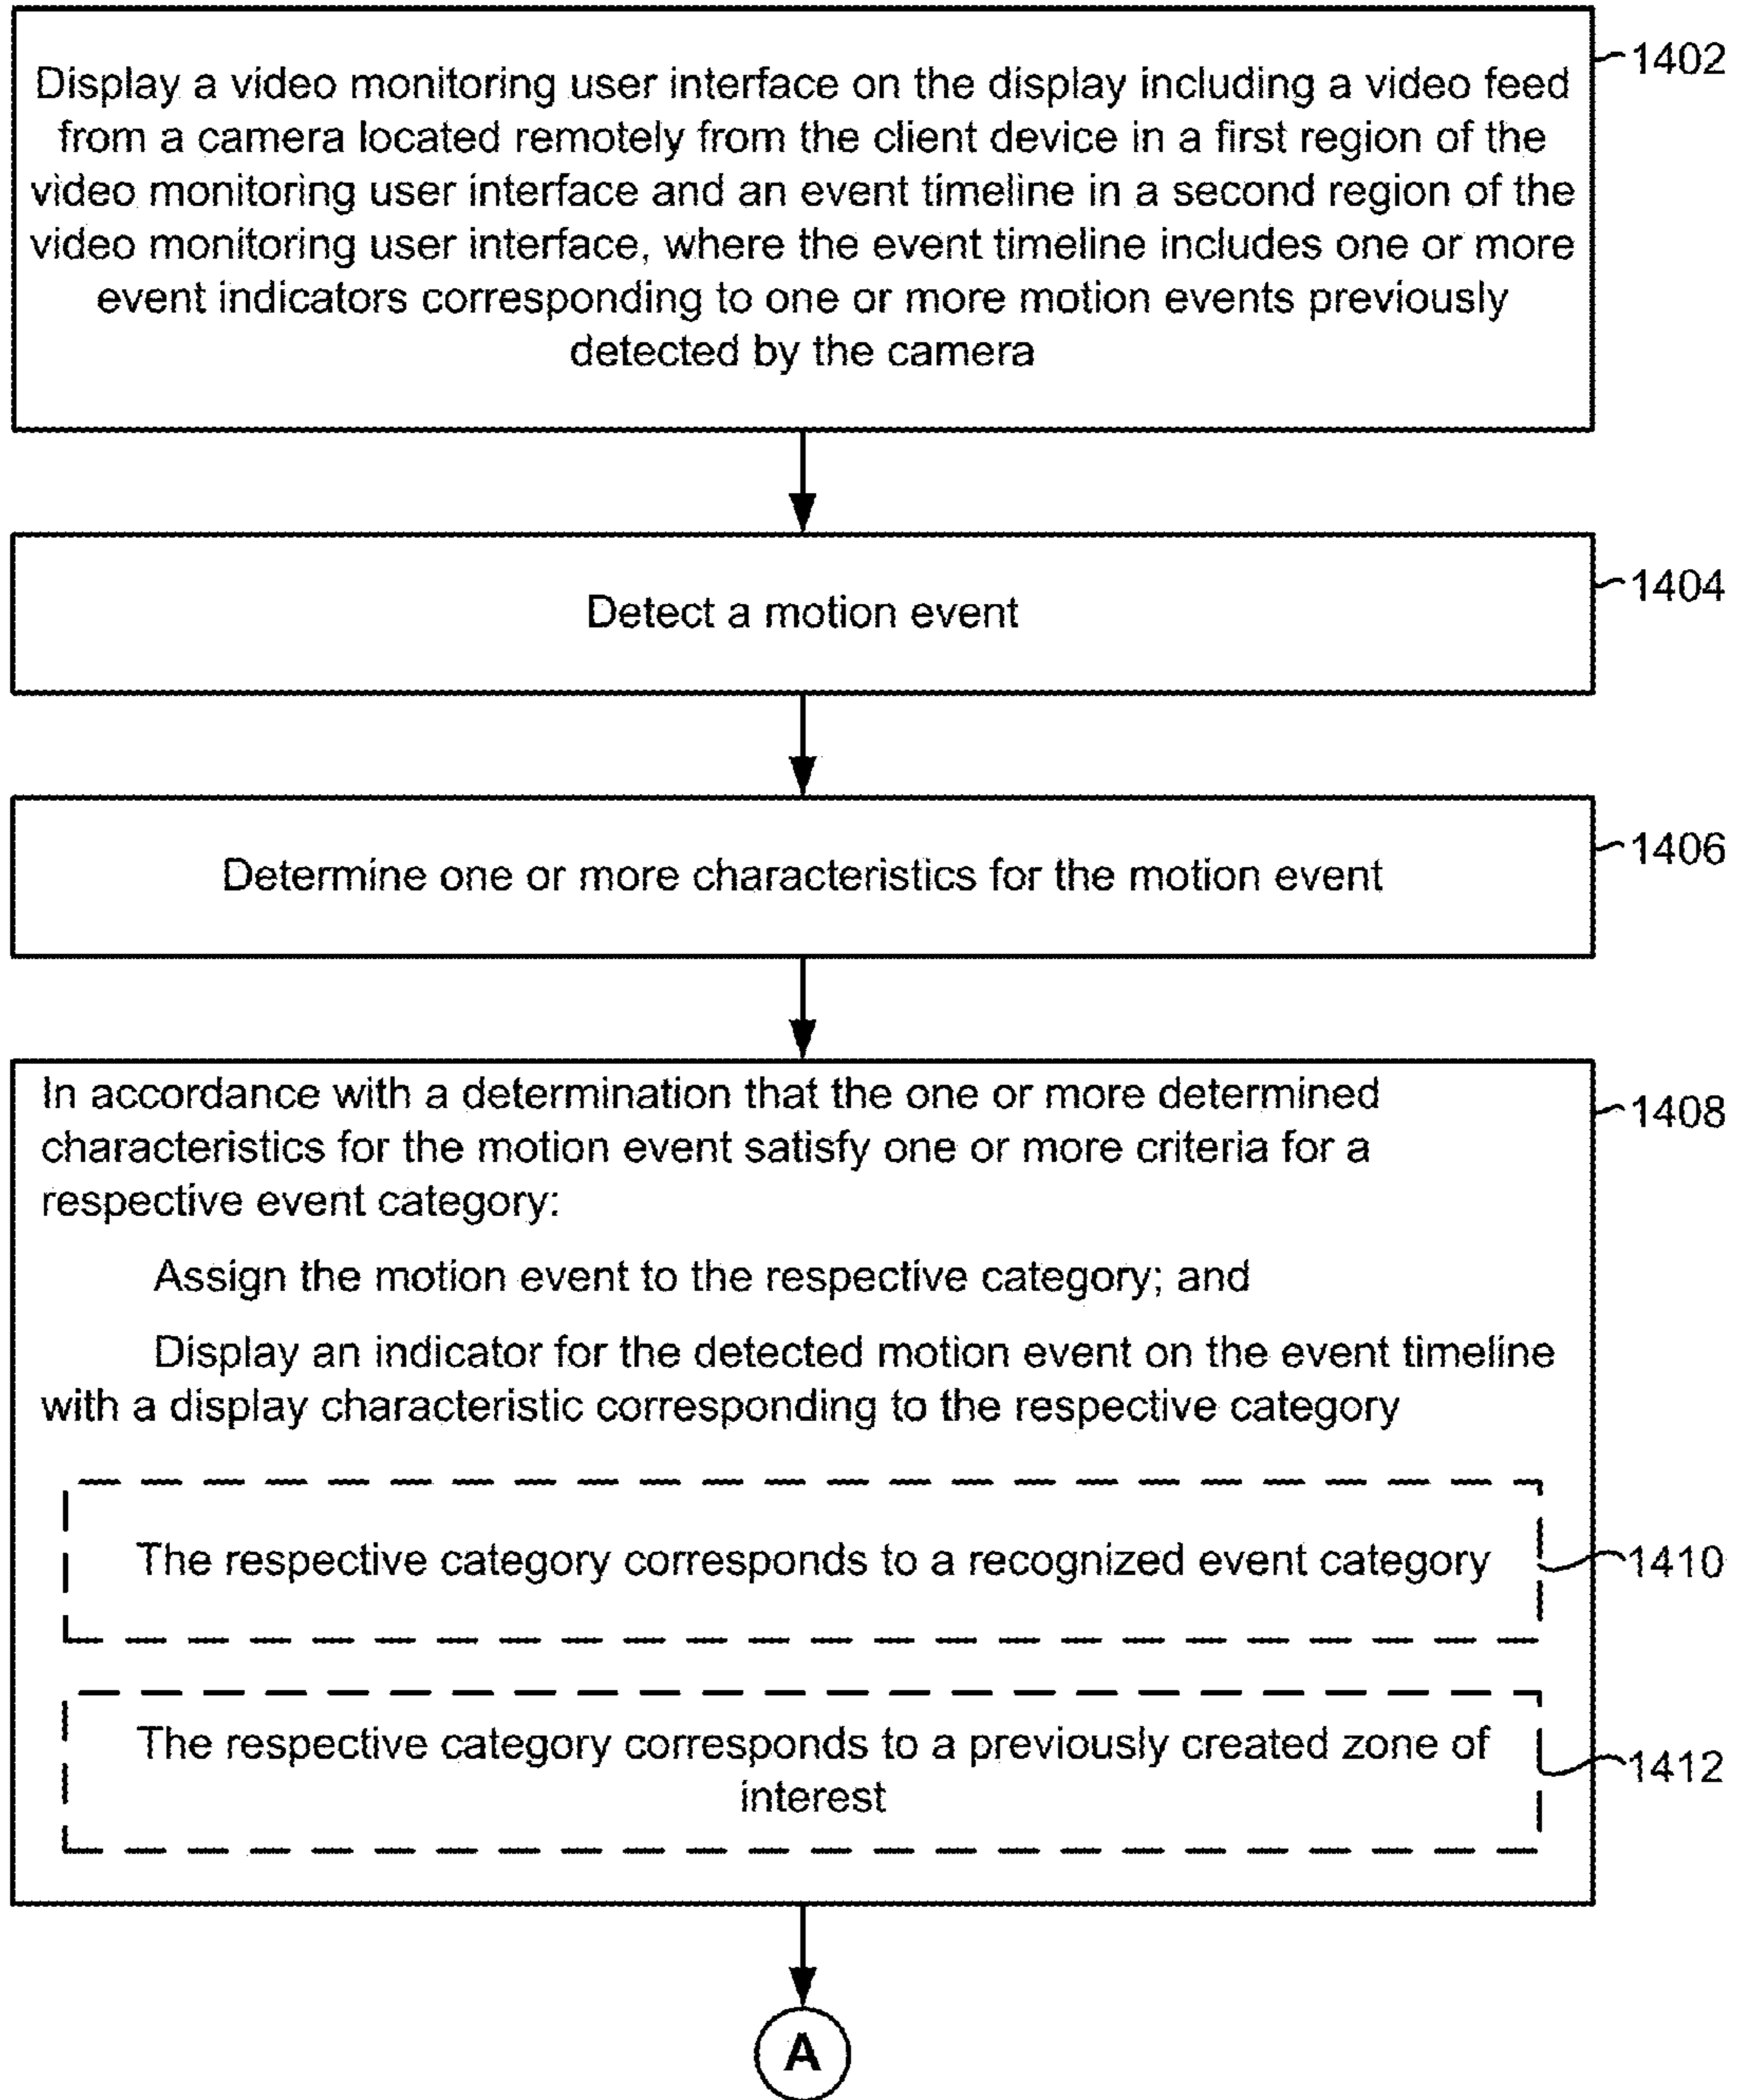 Display a video monitoring user interface on the display including a video feed
from a camera located remotely from the client device in a first region of the
video monitoring user interface and an event timeline in a second region of the
video monitoring user interface, where the event timeline includes one or more
event indicators corresponding to one or more motion events previously
detected by the camera
1402
Detect a motion event
1404
Determine one or more characteristics for the motion event
1406
In accordance with a determination that the one or more determined
characteristics for the motion event satisfy one or more criteria for a
respective event category:
Assign the motion event to the respective category; and
Display an indicator for the detected motion event on the event timeline
with a display characteristic corresponding to the respective category
1408
The respective category corresponds to a recognized event category
1410
The respective category corresponds to a previously created zone of
interest
1412
A